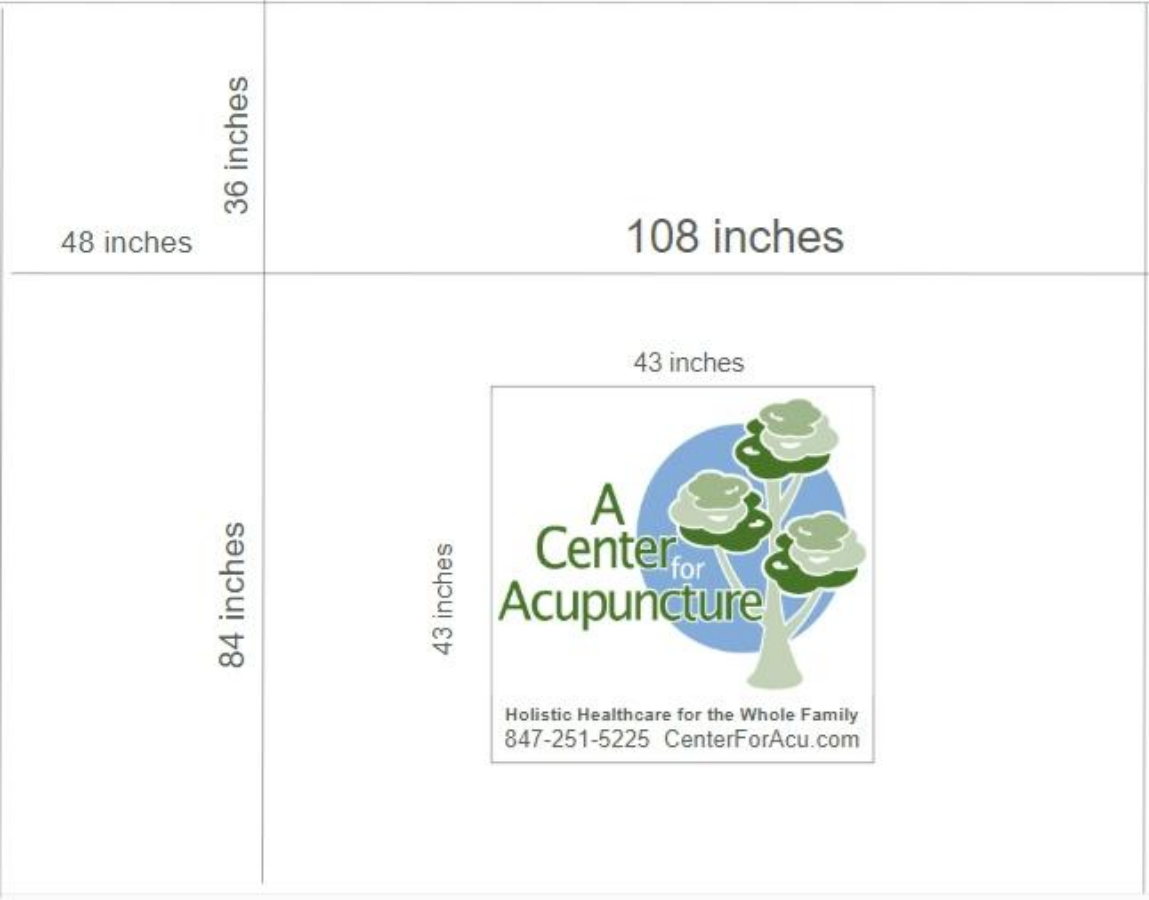 36 inches
48 inches
108 inches
43 inches
84 inches
43 inches
A
Center
for
Acupuncture
Holistic Healthcare for the Whole Family
847-251-5225 CenterForAcu.com